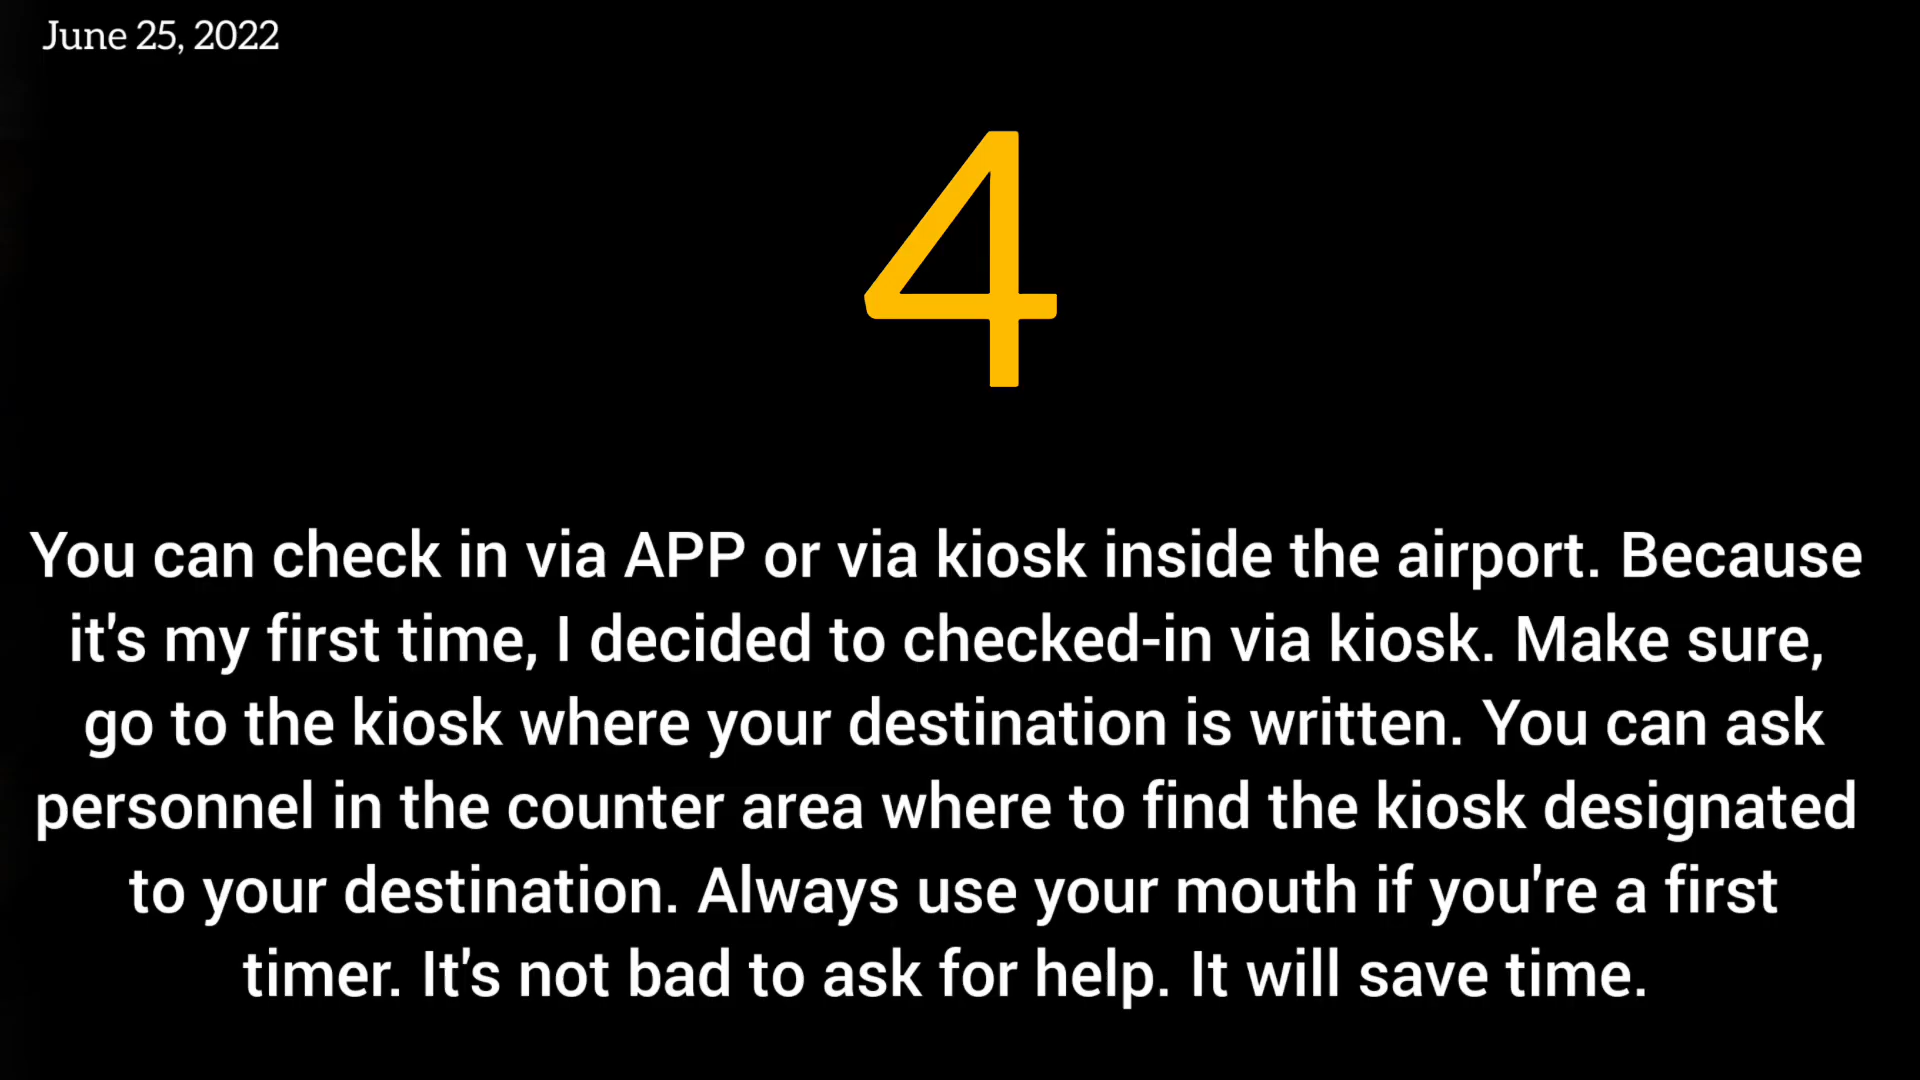 June 25, 2022
4
You can check in via APP or via kiosk inside the airport. Because
it's my first time, I decided to checked-in via kiosk. Make sure,
go to the kiosk where your destination is written. You can ask
personnel in the counter area where to find the kiosk designated
to your destination. Always use your mouth if you're a first
timer. It's not bad to ask for help. It will save time.